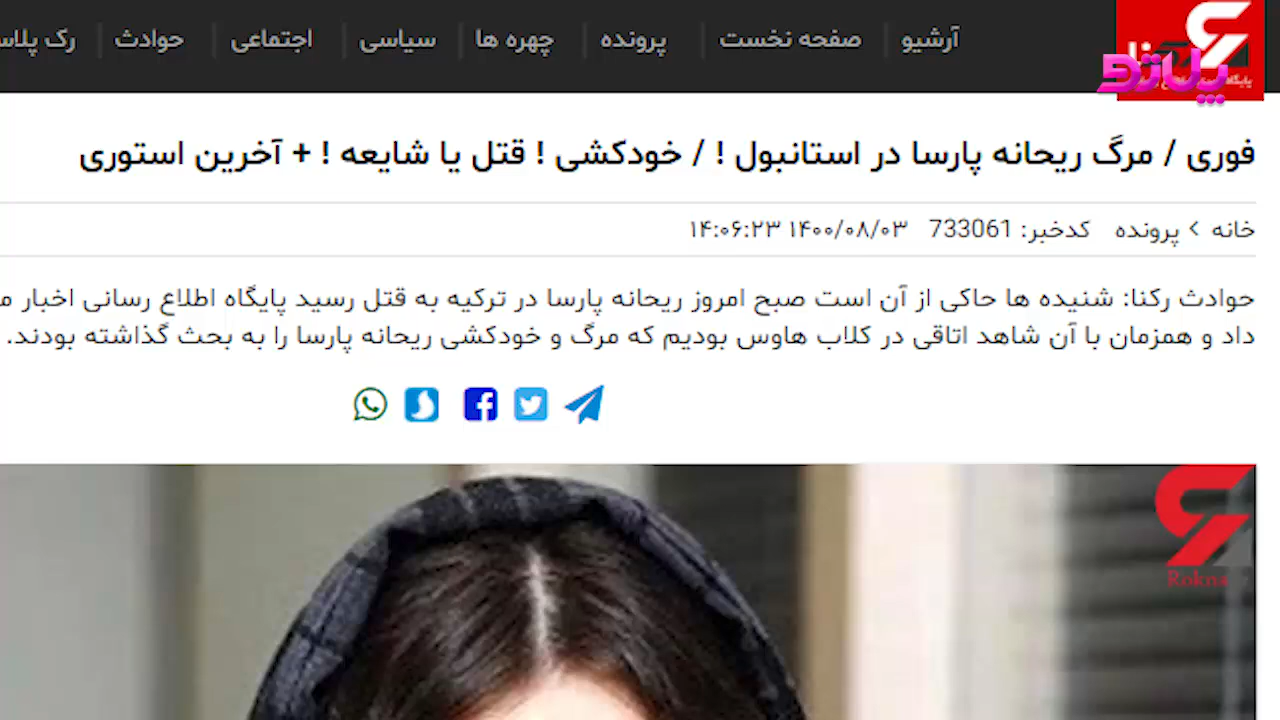 آرشیو صفحه نخست پرونده چهره ها سیاسی اجتماعی حوادث رک پلاس
پلاتو
فوری / مرگ ریحانه پارسا در استانبول ! / خودکشی ! قتل یا شایعه ! + آخرین استوری
خانه > پرونده کدخبر: 733061 ۱۴۰۰/۰۸/۰۳ ۱۴:۰۶:۲۳
حوادث رکنا: شنیده ها حاکی از آن است صبح امروز ریحانه پارسا در ترکیه به قتل رسید پایگاه اطلاع رسانی اخبار
داد و همزمان با آن شاهد اتاقی در کلاب هاوس بودیم که مرگ و خودکشی ریحانه پارسا را به بحث گذاشته بودند.
Rokna